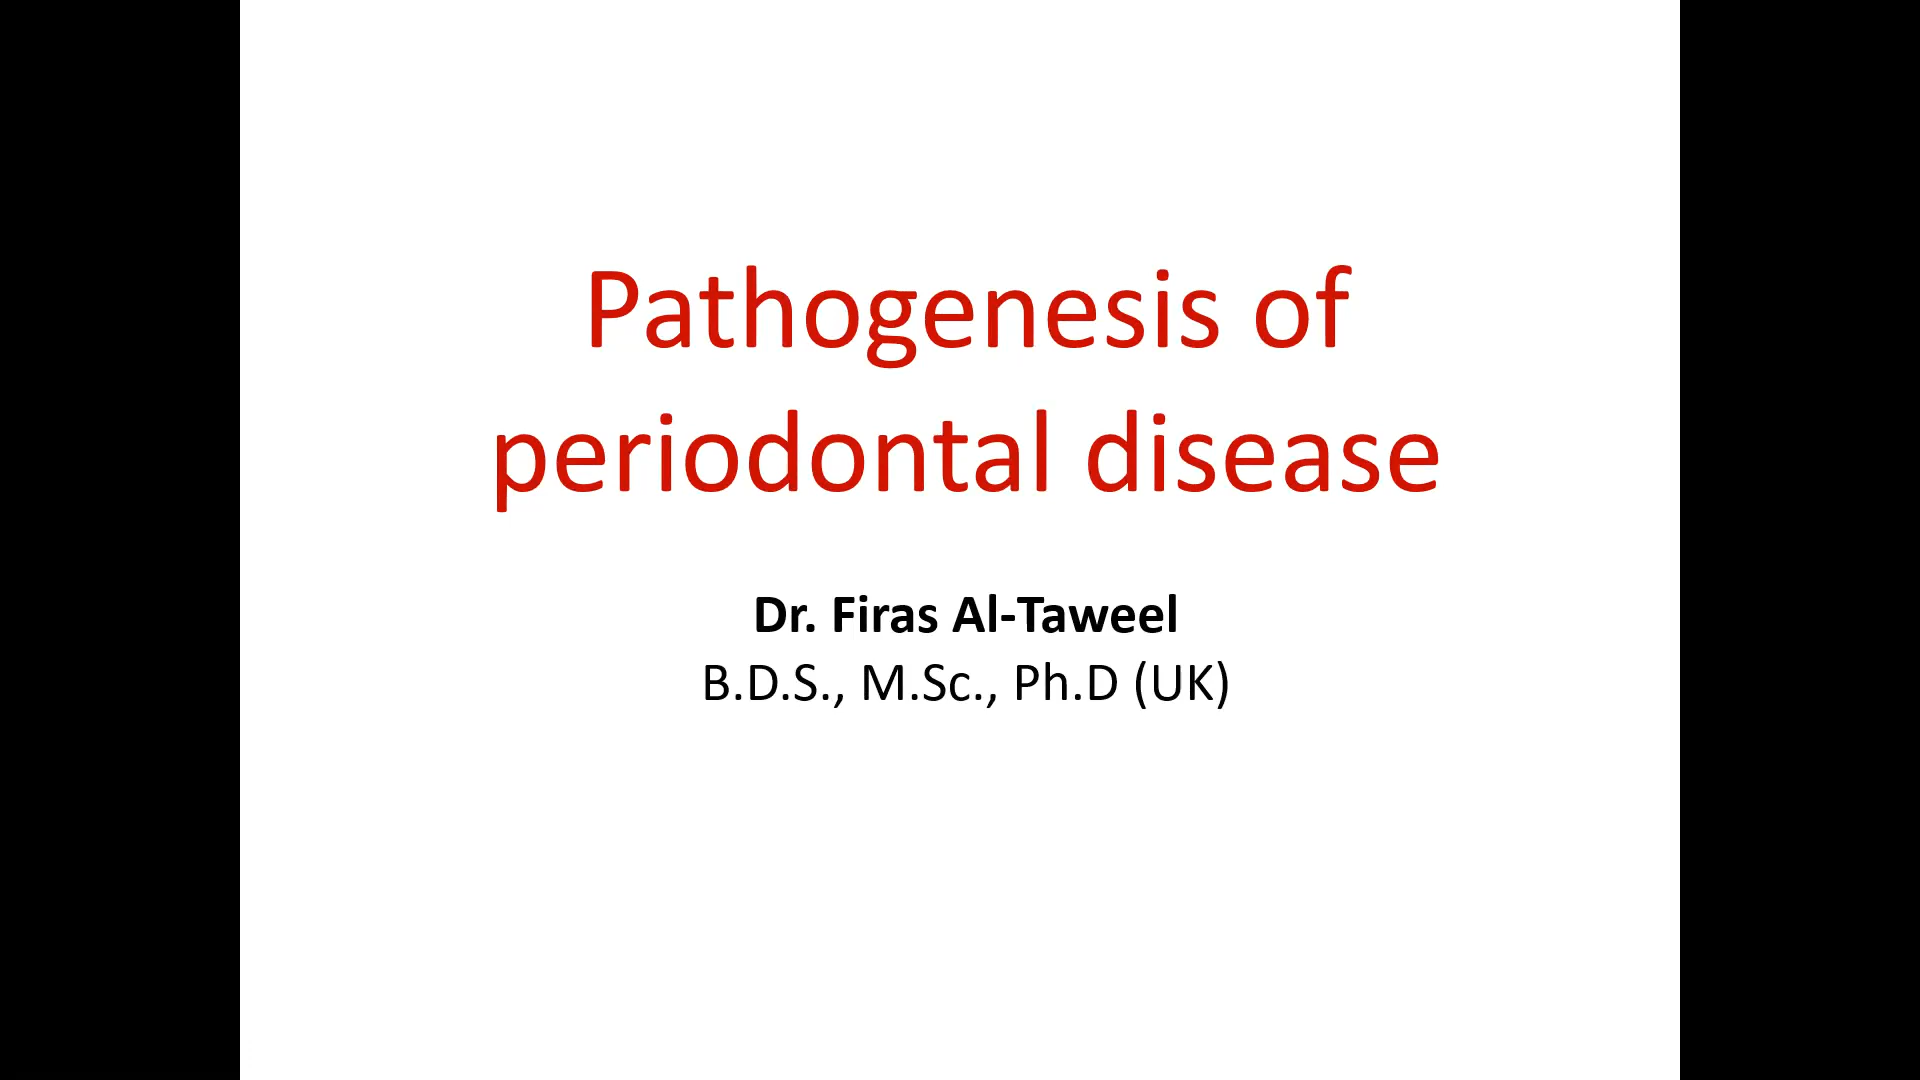 Pathogenesis of
periodontal disease
Dr. Firas Al-Taweel
B.D.S., M.Sc., Ph.D (UK)